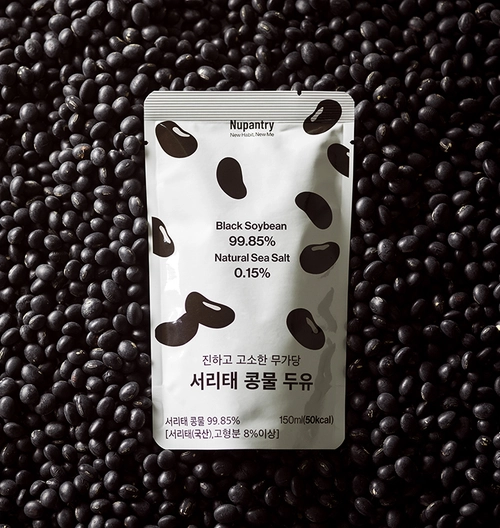 Nupantry
New Habit, New Me
Black Soybean
99.85%
Natural Sea Salt
0.15%
진하고 고소한 무가당
서리태 콩물 두유
서리태 콩물 99.85% 150ml(50kcal)
[서리태(국산),고형분 8%이상]